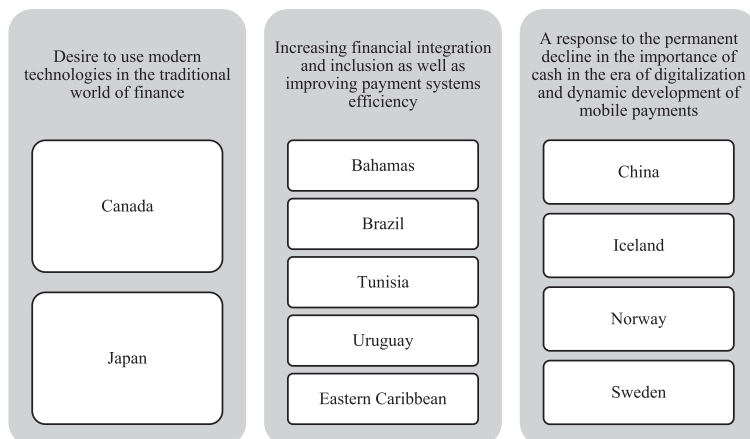 Desire to use modern
technologies in the traditional
world of finance
Canada
Japan
Increasing financial integration
and inclusion as well as
improving payment systems
efficiency
Bahamas
Brazil
Tunisia
Uruguay
Eastern Caribbean
A response to the permanent
decline in the importance of
cash in the era of digitalization
and dynamic development of
mobile payments
China
Iceland
Norway
Sweden